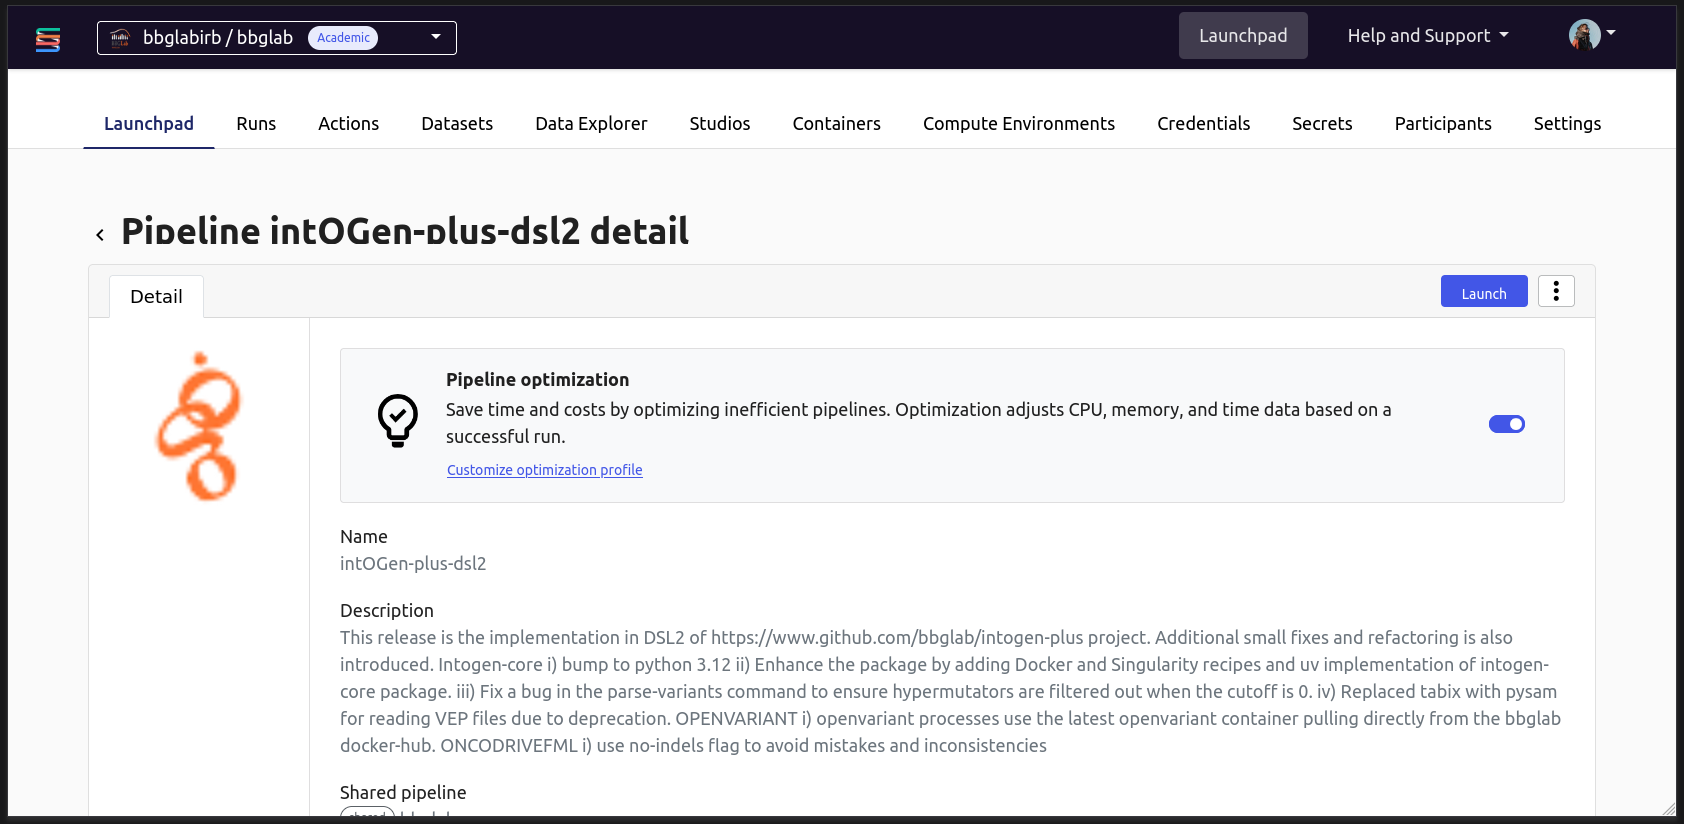 bbglabirb / bbglab Academic Launchpad Help and Support
Launchpad Runs Actions Datasets Data Explorer Studios Containers Compute Environments Credentials Secrets Participants Settings
Pipeline intOGen-plus-dsl2 detail
Detail
Launch
Pipeline optimization
Save time and costs by optimizing inefficient pipelines. Optimization adjusts CPU, memory, and time data based on a
successful run.
Customize optimization profile
Name
intOGen-plus-dsl2
Description
This release is the implementation in DSL2 of https://www.github.com/bbglab/intogen-plus project. Additional small fixes and refactoring is also
introduced. Intogen-core i) bump to python 3.12 ii) Enhance the package by adding Docker and Singularity recipes and uv implementation of intogen-
core package. iii) Fix a bug in the parse-variants command to ensure hypermutators are filtered out when the cutoff is 0. iv) Replaced tabix with pysam
for reading VEP files due to deprecation. OPENVARIANT i) openvariant processes use the latest openvariant container pulling directly from the bbglab
docker-hub. ONCODRIVEFML i) use no-indels flag to avoid mistakes and inconsistencies
Shared pipeline